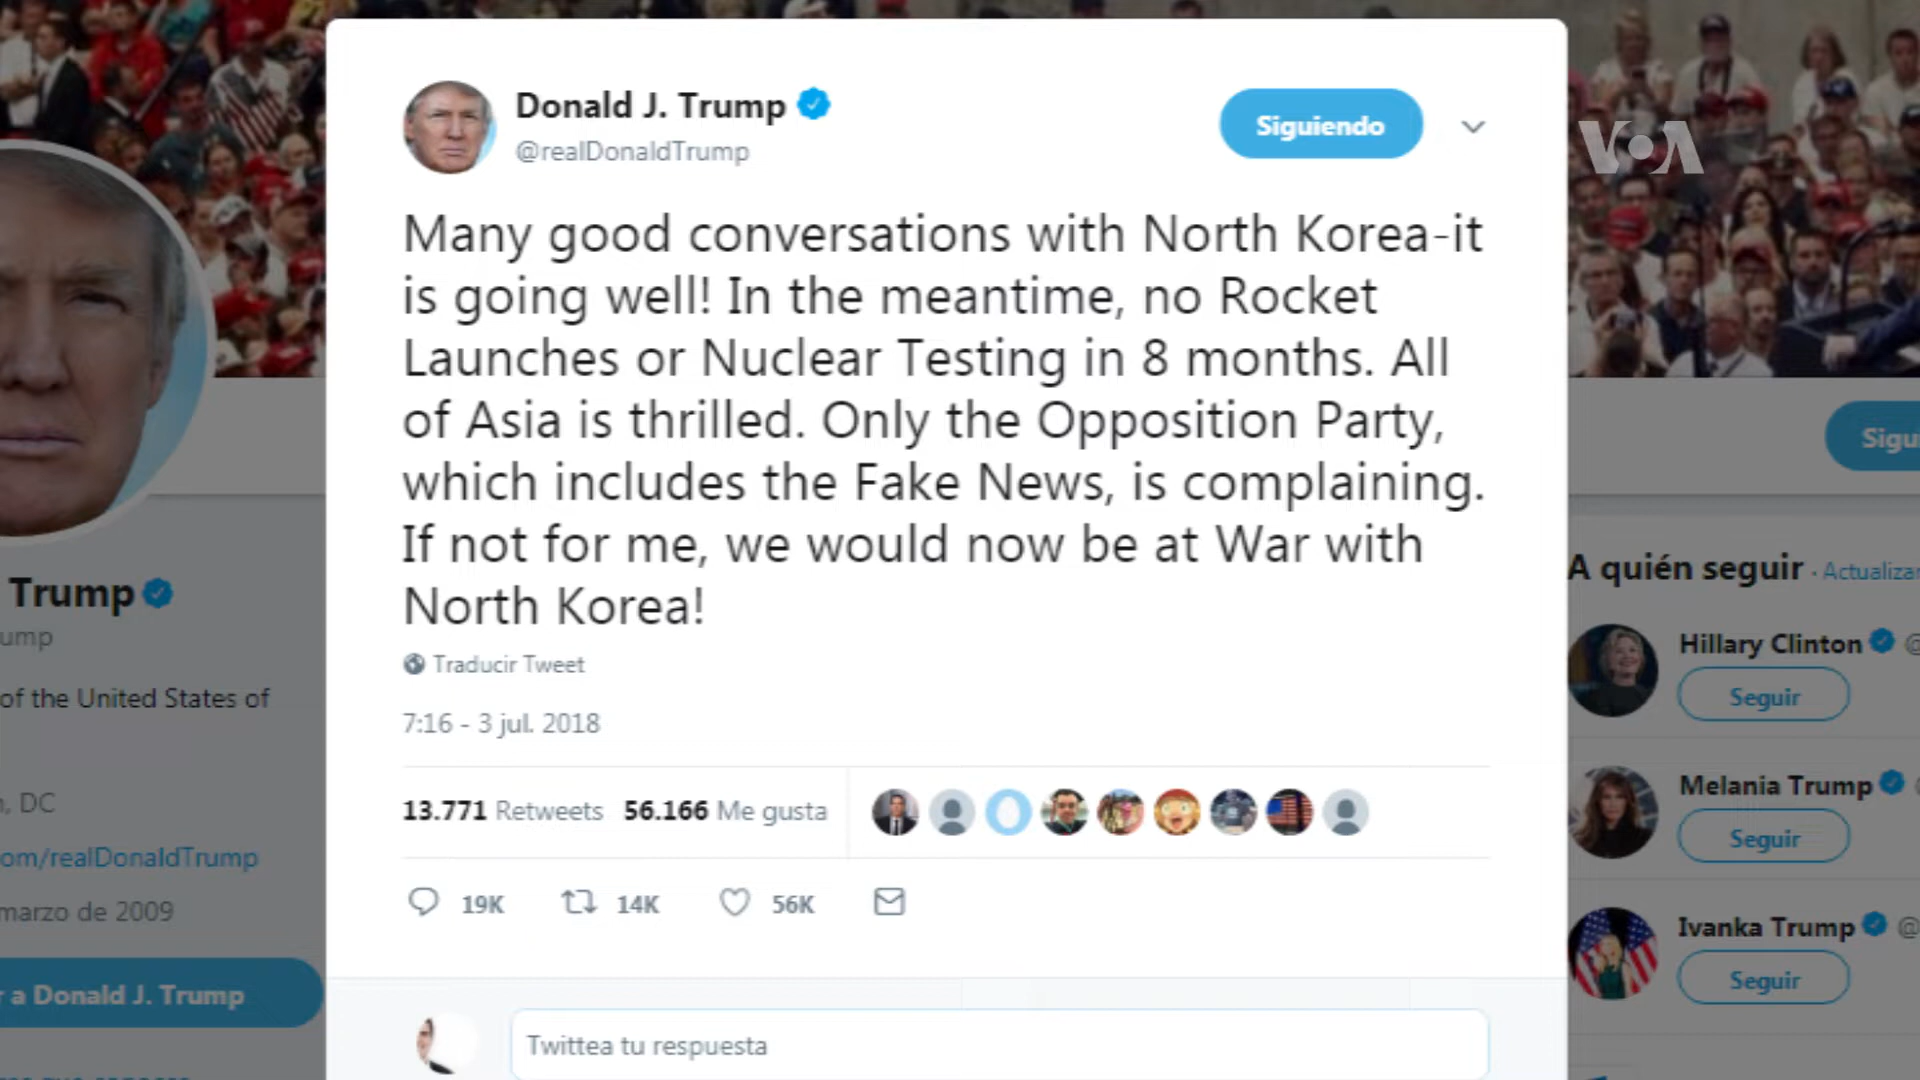 Donald J. Trump
@realDonaldTrump
Siguiendo
VOA
Many good conversations with North Korea-it
is going well! In the meantime, no Rocket
Launches or Nuclear Testing in 8 months. All
of Asia is thrilled. Only the Opposition Party,
which includes the Fake News, is complaining.
If not for me, we would now be at War with
North Korea!
Traducir Tweet
7:16 - 3 jul. 2018
13.771 Retweets 56.166 Me gusta
19K 14K 56K
Twittea tu respuesta
Trump
of the United States of
DC
om/realDonaldTrump
marzo de 2009
a Donald J. Trump
A quién seguir · Actualizar
Hillary Clinton @
Seguir
Melania Trump
Seguir
Ivanka Trump @
Seguir